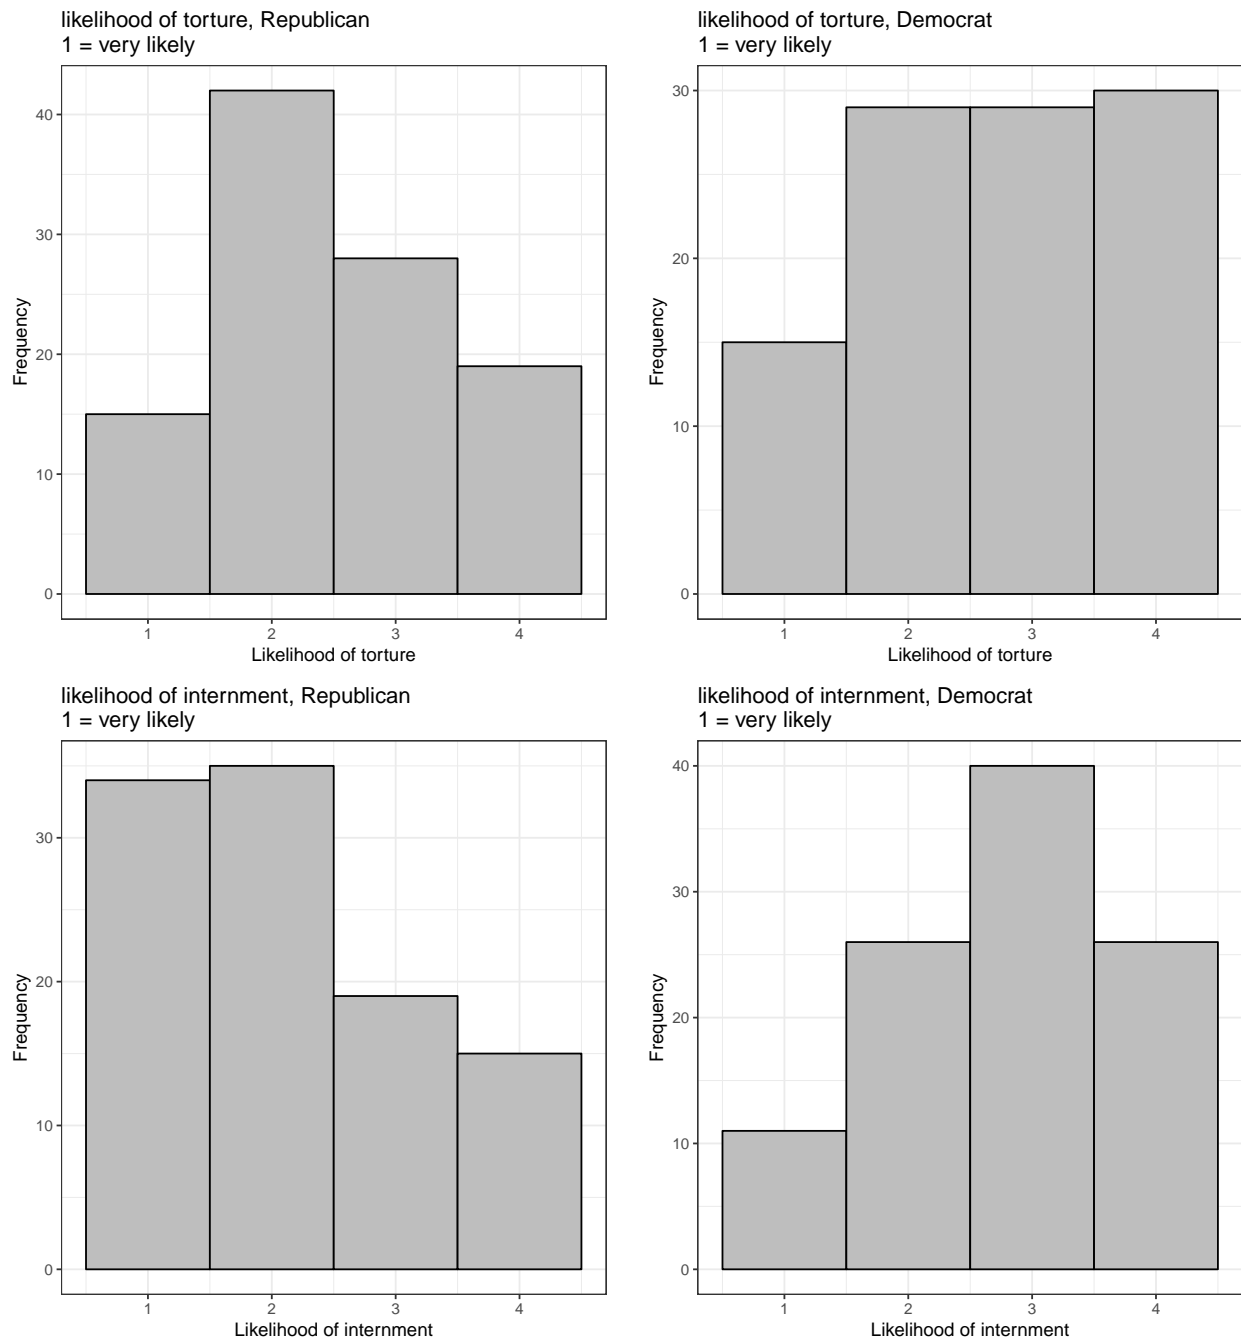 likelihood of torture, Republican
1 = very likely
40
30
20
10
0
Frequency
1 2 3 4
Likelihood of torture
likelihood of torture, Democrat
1 = very likely
30
20
10
0
Frequency
1 2 3 4
Likelihood of torture
likelihood of internment, Republican
1 = very likely
30
20
10
0
Frequency
1 2 3 4
Likelihood of internment
likelihood of internment, Democrat
1 = very likely
40
30
20
10
0
Frequency
1 2 3 4
Likelihood of internment